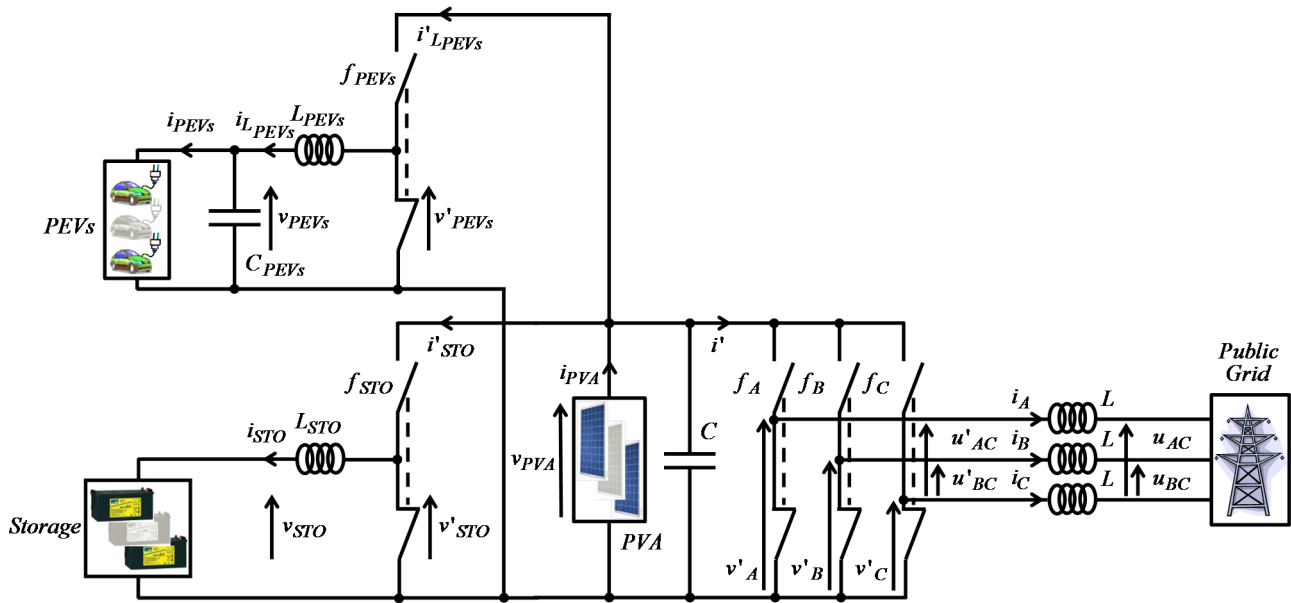 i'LPEVs
fPEVs
iPEVs
iLPEVs
LPEVs
PEVs
vPEVs
v'PEVs
CPEVs
i'STO
i'
fSTO
iPVA
fA
fB
fC
Public
Grid
iSTO
LSTO
C
iA
L
vPVA
u'AC
iB
L
uAC
u'BC
iC
L
uBC
Storage
vSTO
v'STO
PVA
v'A
v'B
v'C